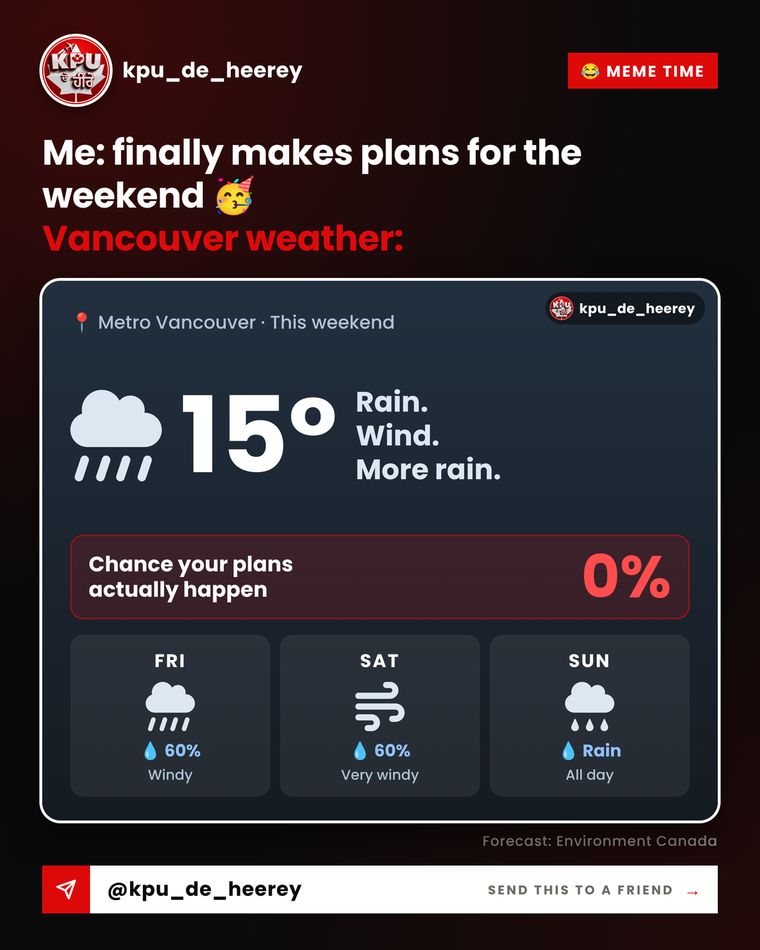 KPU
ਦੇ ਹੀਰੇ
kpu_de_heerey
😂 MEME TIME
Me: finally makes plans for the
weekend 🥳
Vancouver weather:
📍 Metro Vancouver · This weekend
KPU
kpu_de_heerey
15°
Rain.
Wind.
More rain.
Chance your plans
actually happen
0%
FRI
💧 60%
Windy
SAT
💧 60%
Very windy
SUN
💧 Rain
All day
Forecast: Environment Canada
@kpu_de_heerey
SEND THIS TO A FRIEND →